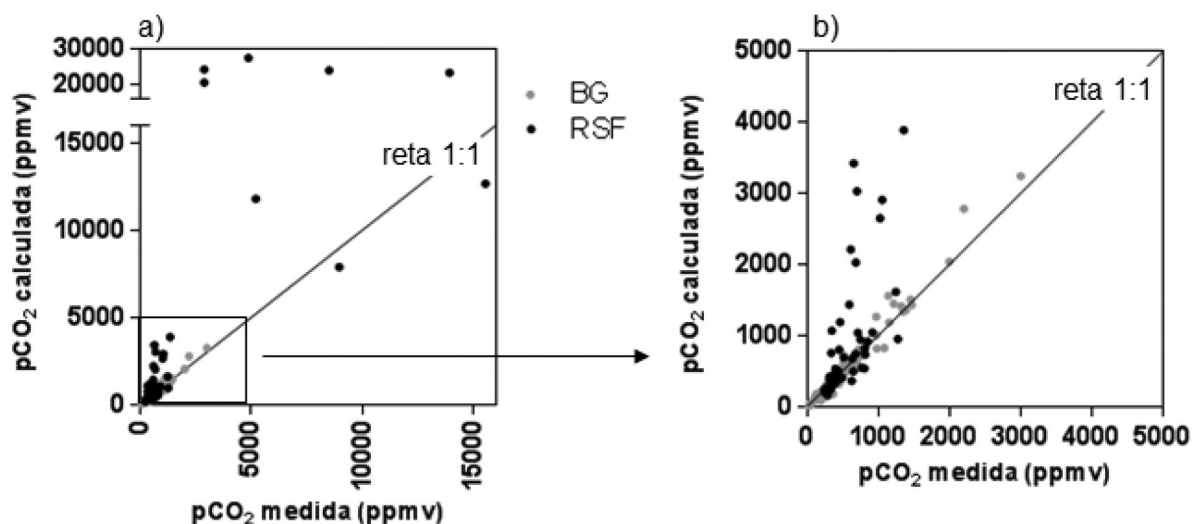 a)
30000
20000
15000
10000
5000
0
pCO₂ calculada (ppmv)
0
5000
10000
15000
pCO₂ medida (ppmv)
reta 1:1
BG
RSF
b)
5000
4000
3000
2000
1000
0
pCO₂ calculada (ppmv)
0 1000 2000 3000 4000 5000
pCO₂ medida (ppmv)
reta 1:1